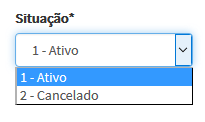 Situação*
1 - Ativo
1 - Ativo
2 - Cancelado